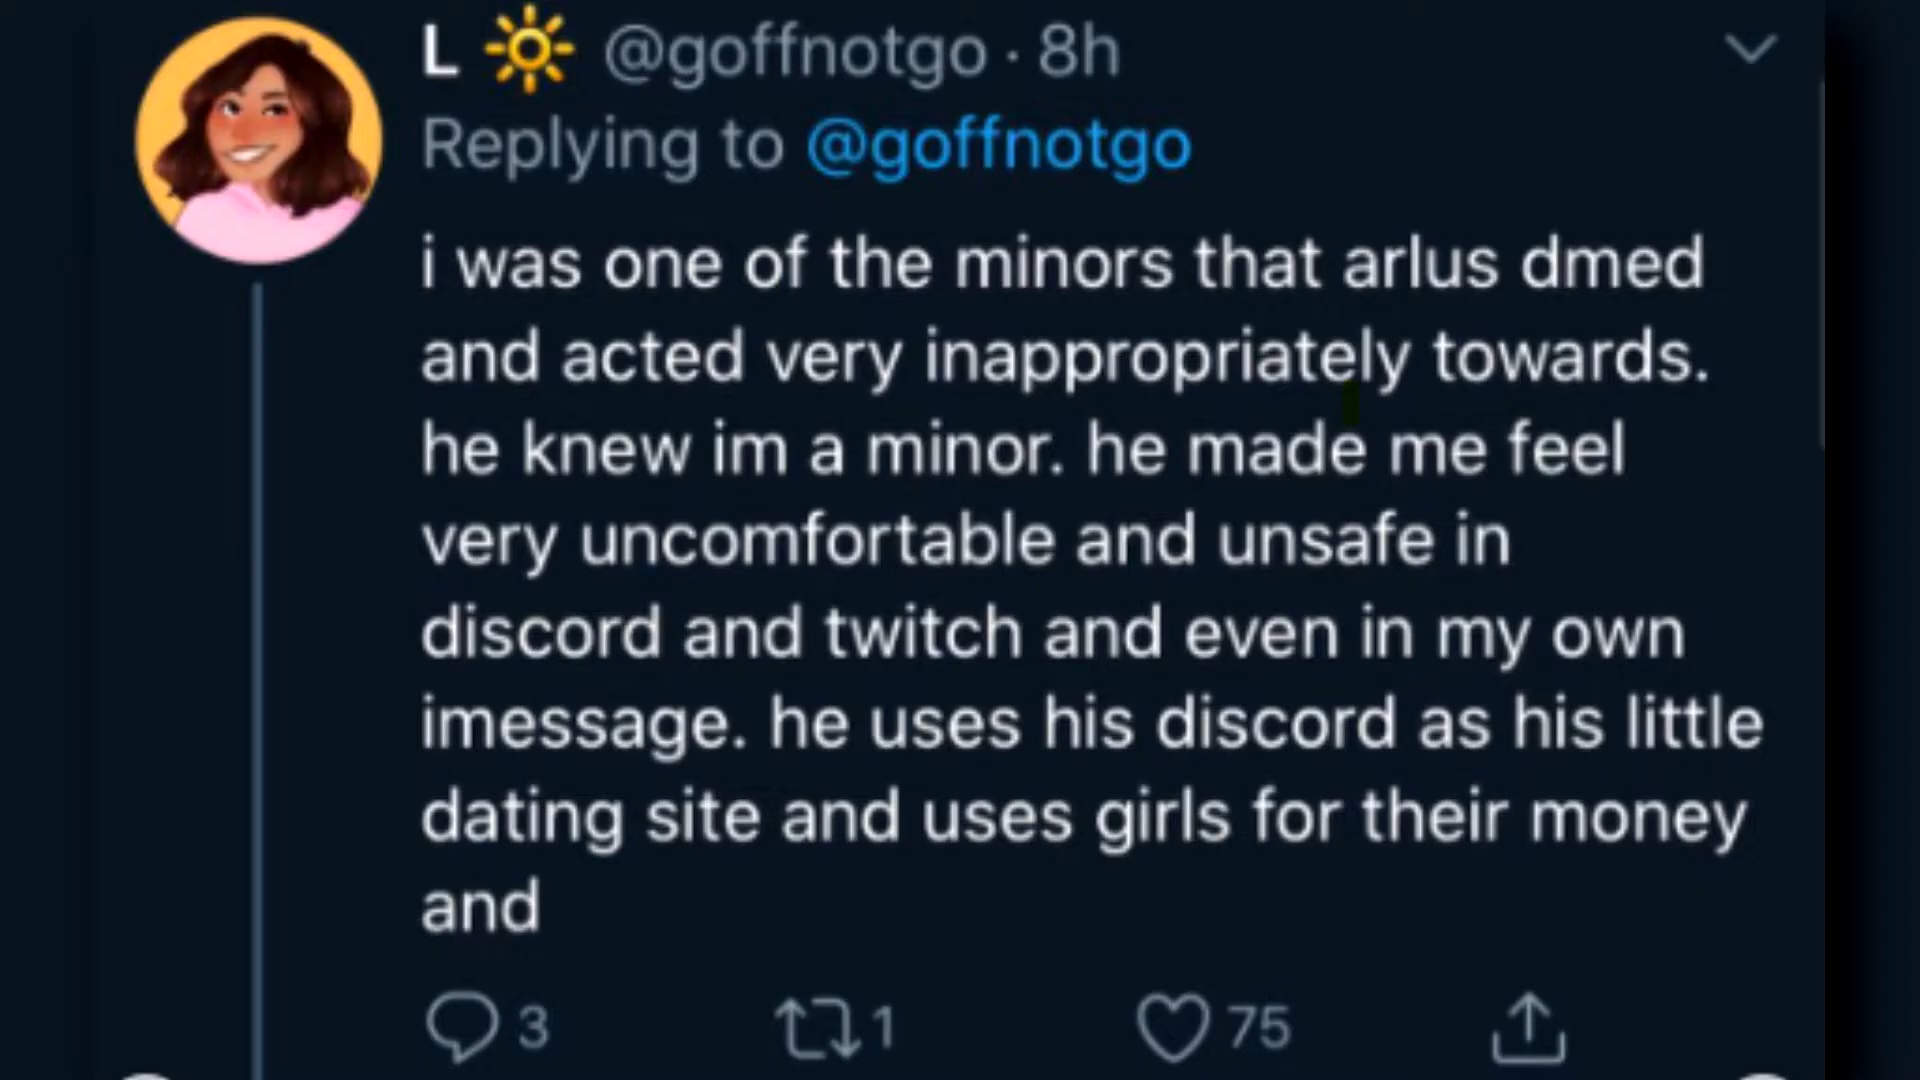 L ☀ @goffnotgo · 8h
Replying to @goffnotgo
i was one of the minors that arlus dmed
and acted very inappropriately towards.
he knew im a minor. he made me feel
very uncomfortable and unsafe in
discord and twitch and even in my own
imessage. he uses his discord as his little
dating site and uses girls for their money
and
3 1 75